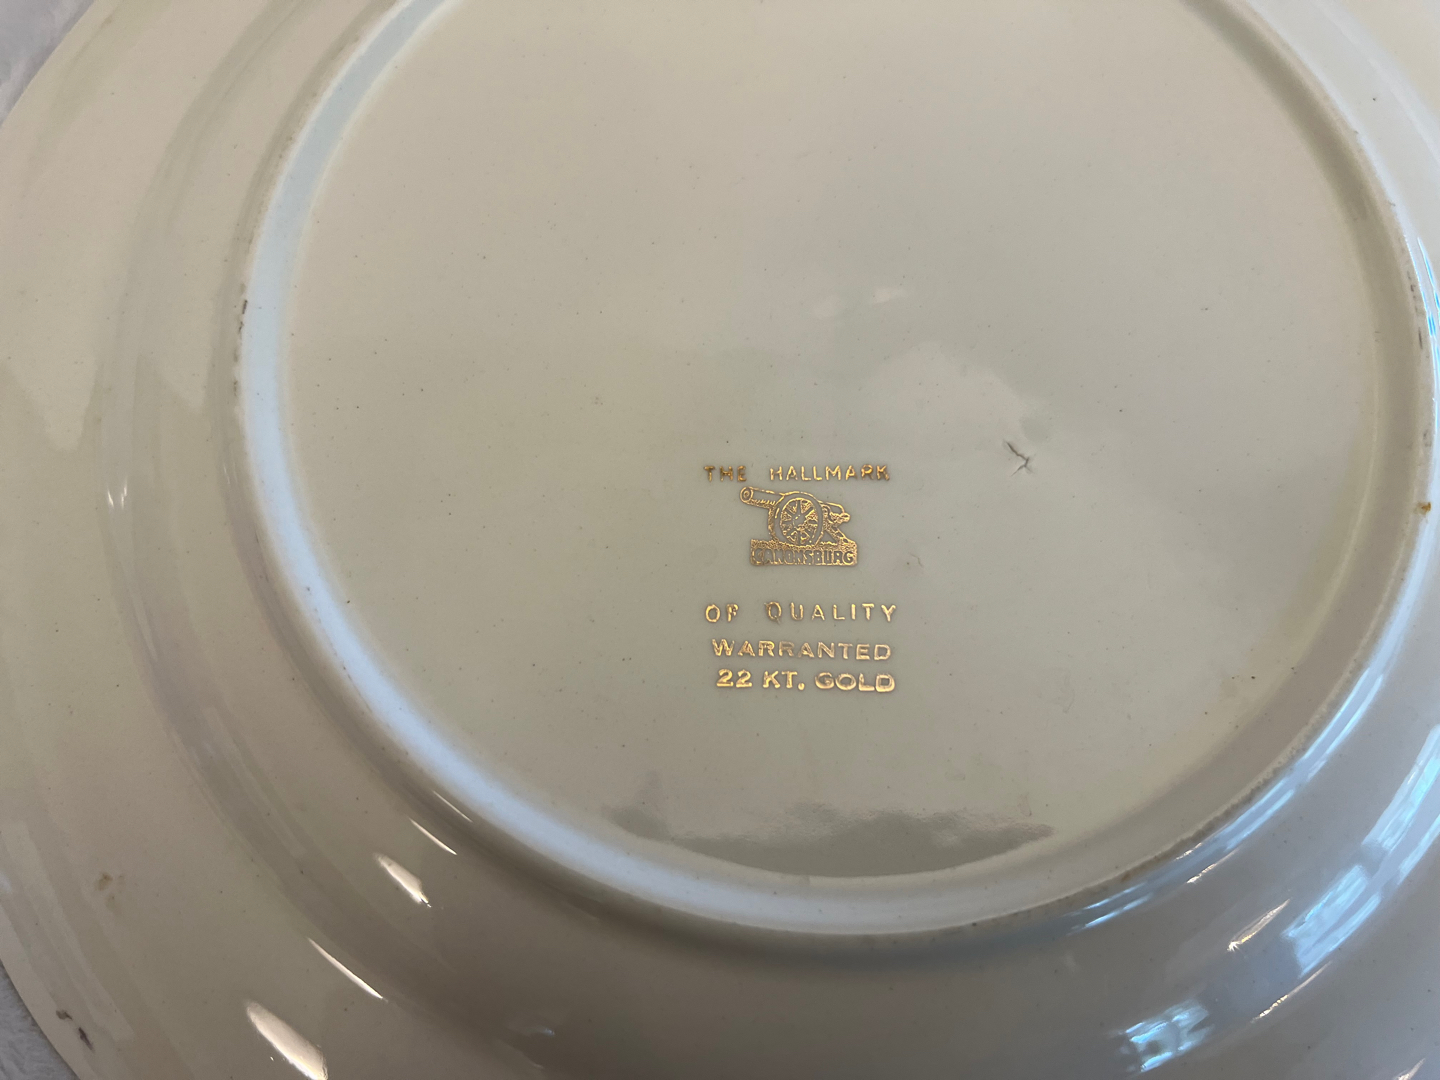 THE HALLMARK
CANONSBURG
OF QUALITY
WARRANTED
22 KT. GOLD